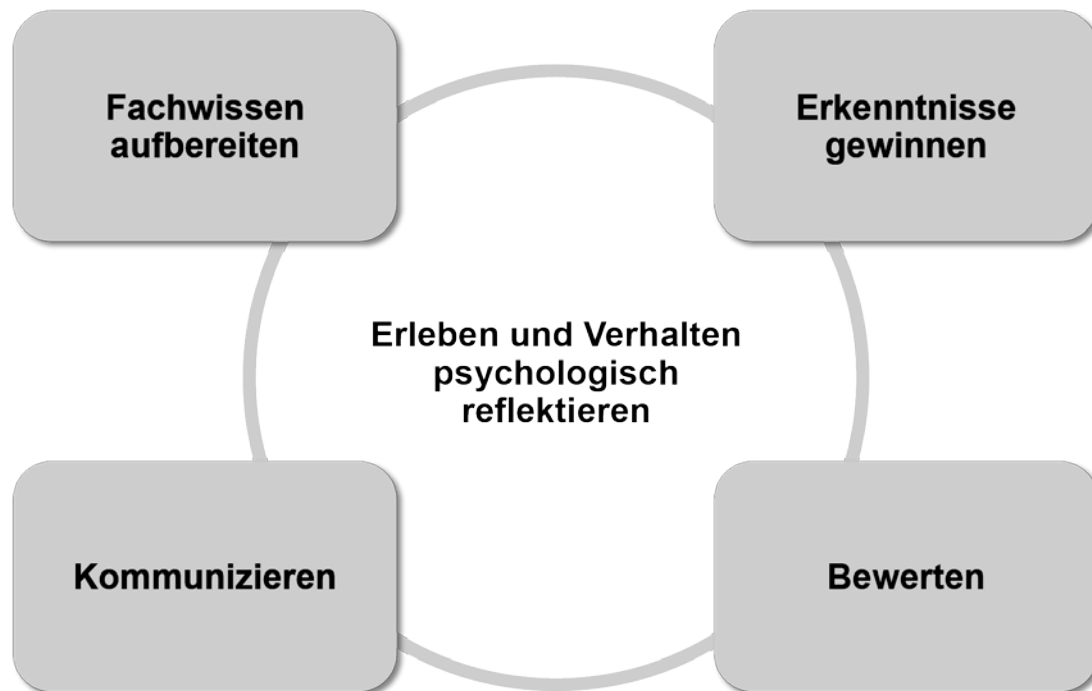 Fachwissen
aufbereiten
Erkenntnisse
gewinnen
Erleben und Verhalten
psychologisch
reflektieren
Kommunizieren
Bewerten